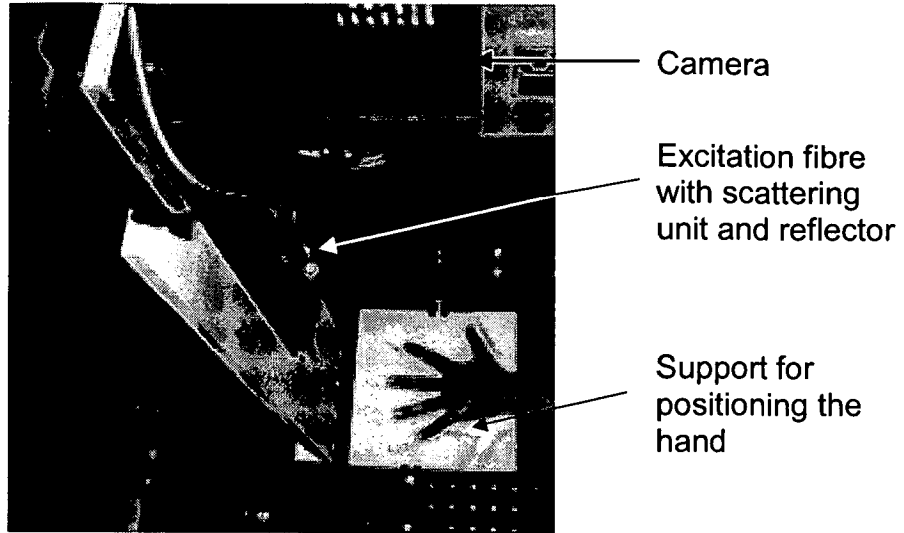 Camera
Excitation fibre
with scattering
unit and reflector
Support for
positioning the
hand